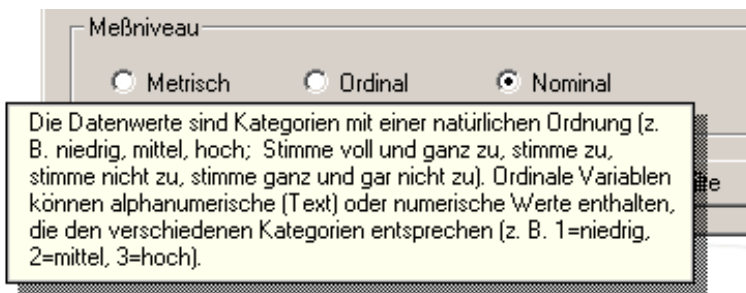 Meßniveau
Metrisch Ordinal Nominal
Die Datenwerte sind Kategorien mit einer natürlichen Ordnung (z.
B. niedrig, mittel, hoch; Stimme voll und ganz zu, stimme zu,
stimme nicht zu, stimme ganz und gar nicht zu). Ordinale Variablen
können alphanumerische (Text) oder numerische Werte enthalten,
die den verschiedenen Kategorien entsprechen (z. B. 1=niedrig,
2=mittel, 3=hoch).